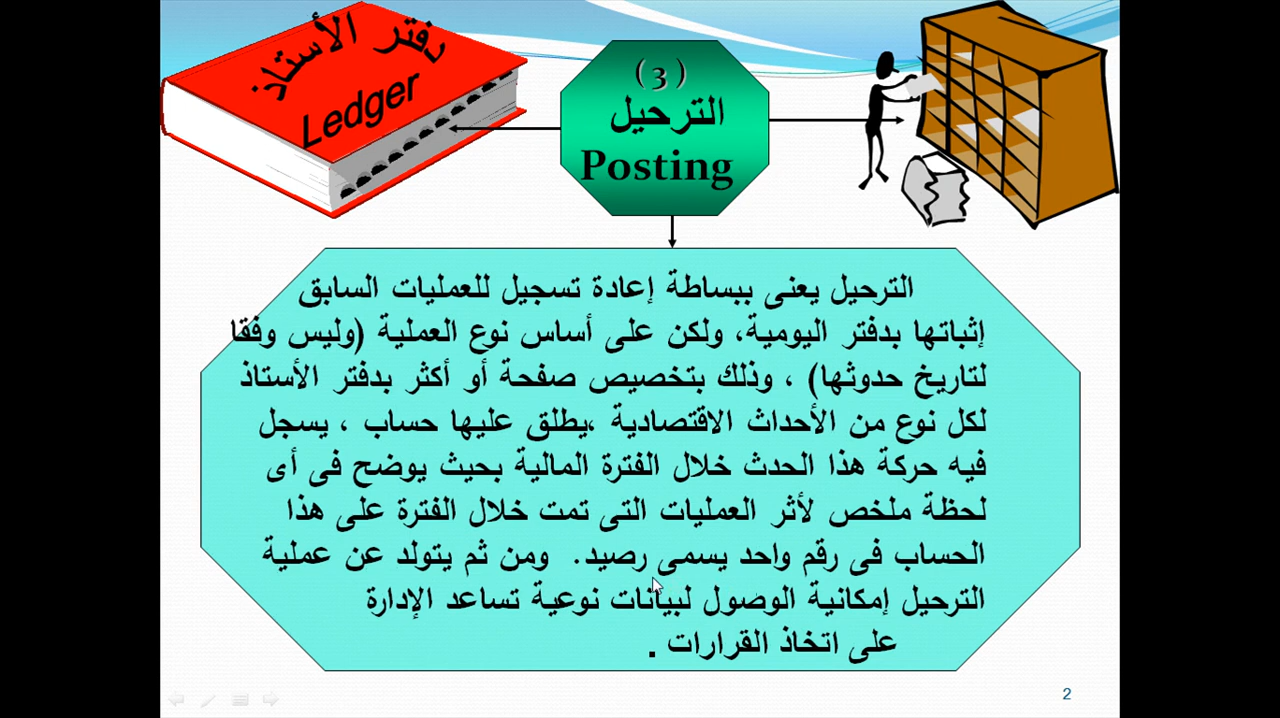 دفتر الأستاذ
Ledger
(3)
الترحيل
Posting
الترحيل يعنى ببساطة إعادة تسجيل للعمليات السابق
إثباتها بدفتر اليومية، ولكن على أساس نوع العملية (وليس وفقا
لتاريخ حدوثها) ، وذلك بتخصيص صفحة أو أكثر بدفتر الأستاذ
لكل نوع من الأحداث الاقتصادية ،يطلق عليها حساب ، يسجل
فيه حركة هذا الحدث خلال الفترة المالية بحيث يوضح فى أى
لحظة ملخص لأثر العمليات التى تمت خلال الفترة على هذا
الحساب فى رقم واحد يسمى رصيد. ومن ثم يتولد عن عملية
الترحيل إمكانية الوصول لبيانات نوعية تساعد الإدارة
على اتخاذ القرارات .
2